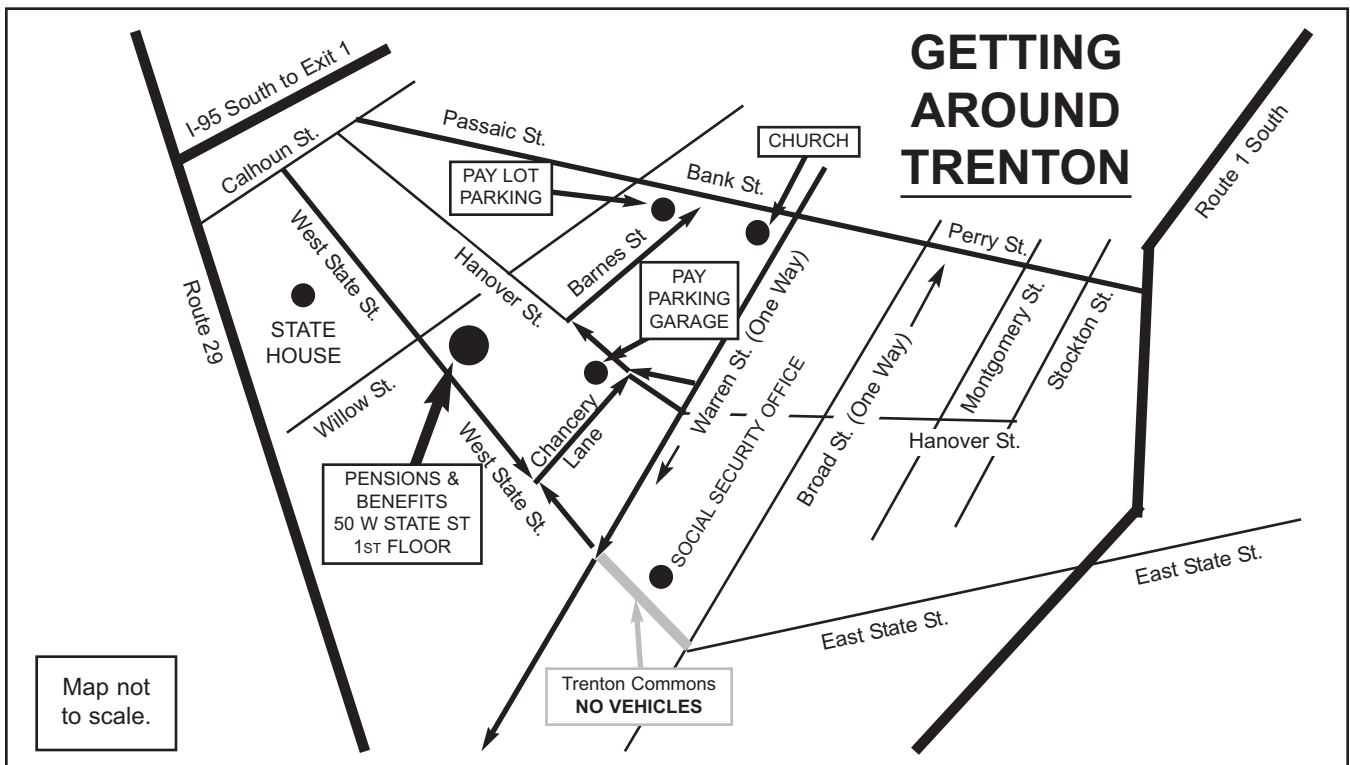 GETTING
AROUND
TRENTON
I-95 South to Exit 1
Calhoun St.
Passaic St.
CHURCH
PAY LOT
PARKING
Bank St.
Route 1 South
West State St.
Hanover St.
Barnes St
Perry St.
PAY
PARKING
GARAGE
Route 29
STATE
HOUSE
Warren St. (One Way)
Montgomery St.
Stockton St.
Willow St.
Chancery
Lane
SOCIAL SECURITY OFFICE
Broad St. (One Way)
Hanover St.
West State St.
PENSIONS &
BENEFITS
50 W STATE ST
1ST FLOOR
East State St.
East State St.
Trenton Commons
NO VEHICLES
Map not
to scale.